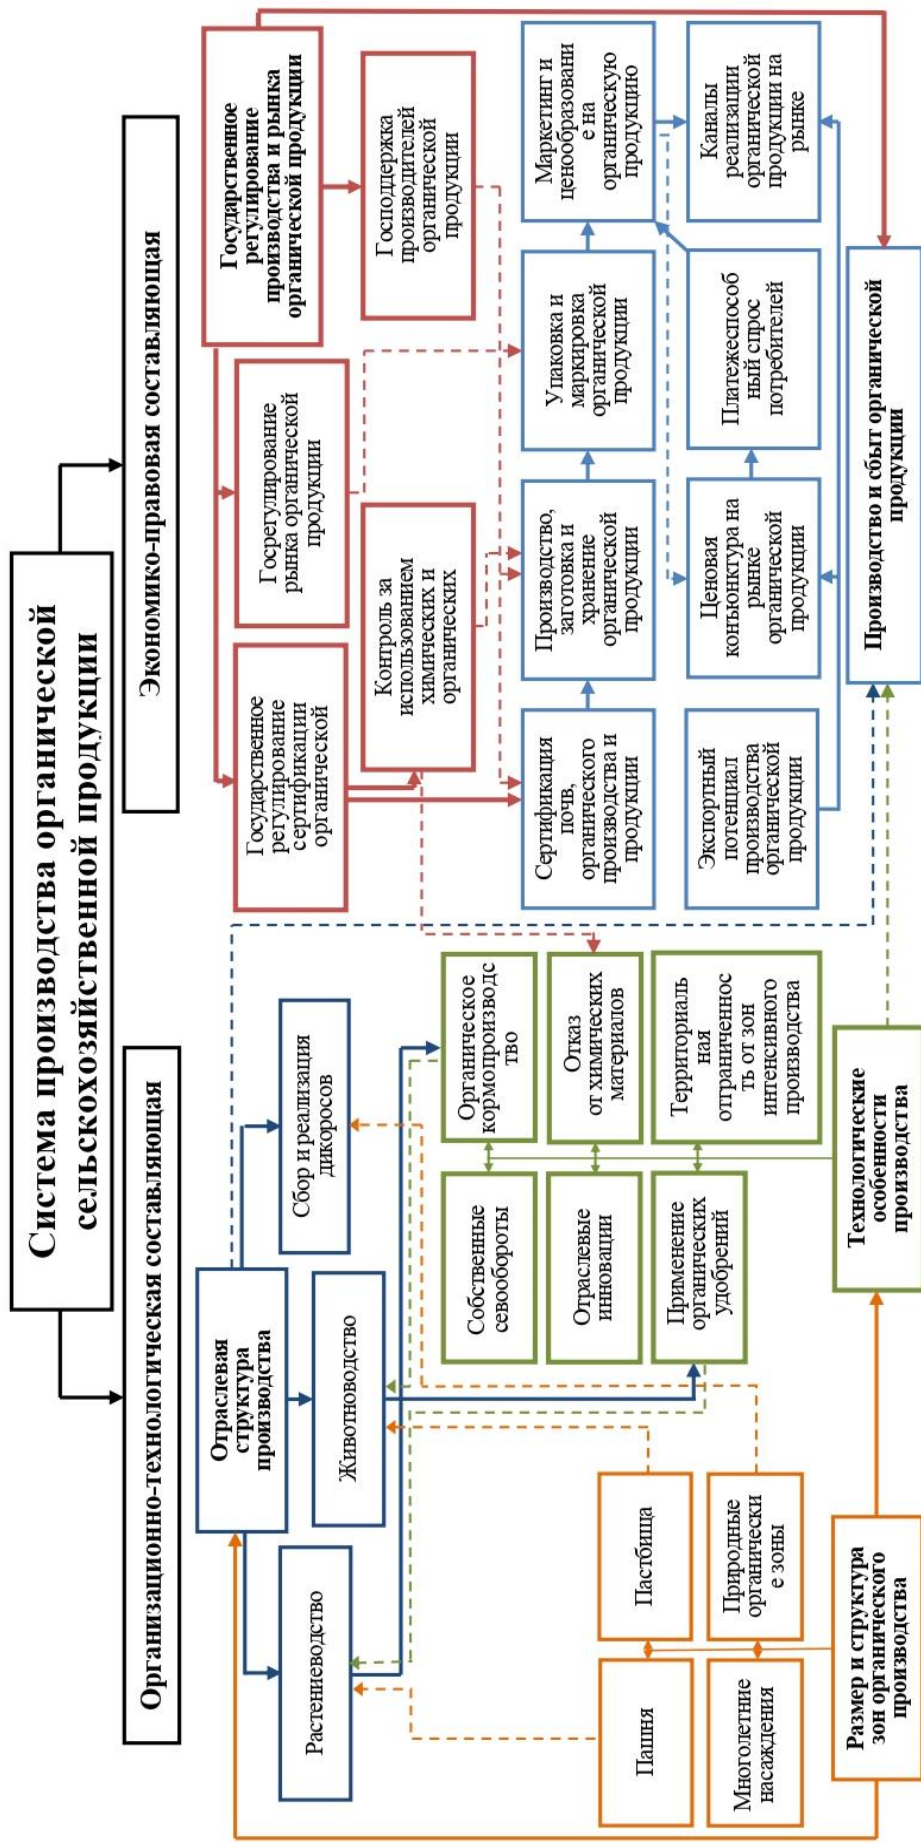 Система производства органической
сельскохозяйственной продукции
Организационно-технологическая составляющая
Экономико-правовая составляющая
Отраслевая
структура
производства
Растениеводство
Животноводство
Сбор и реализация
дикоросов
Собственные
севообороты
Органическое
кормопроизводс
тво
Отраслевые
инновации
Отказ
от химических
материалов
Применение
органических
удобрений
Территориаль
ная
отграниченнос
ть от зон
интенсивного
производства
Пашня
Пастбища
Многолетние
насаждения
Природные
органически
е зоны
Размер и структура
зон органического
производства
Технологические
особенности
производства
Государственное
регулирование
производства и рынка
органической продукции
Государственное
регулирование
сертификации
органической
Госрегулирование
рынка органической
продукции
Контроль за
использованием
химических и
органических
Господдержка
производителей
органической
продукции
Сертификация
почв,
органического
производства и
продукции
Производство,
заготовка и
хранение
органической
продукции
Упаковка и
маркировка
органической
продукции
Маркетинг и
ценообразовани
е на
органическую
продукцию
Экспортный
потенциал
производства
органической
продукции
Ценовая
конъюнктура на
рынке
органической
продукции
Платежеспособ
ный спрос
потребителей
Каналы
реализации
органической
продукции на
рынке
Производство и сбыт органической
продукции